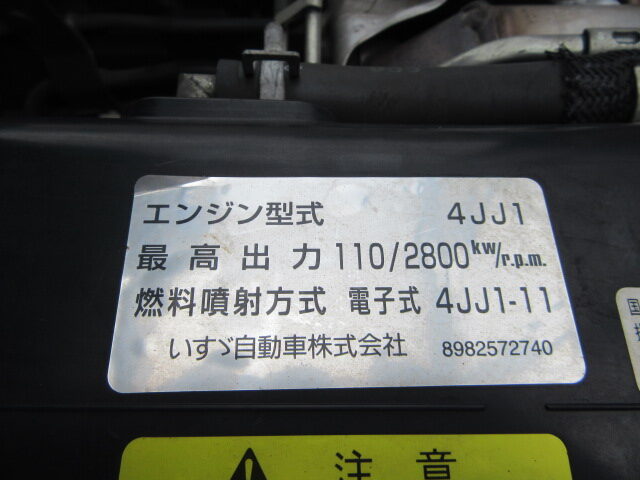 エンジン型式 4JJ1
最高出力 110/2800kw/r.p.m.
燃料噴射方式 電子式 4JJ1-11
いすゞ自動車株式会社 8982572740
国
注意